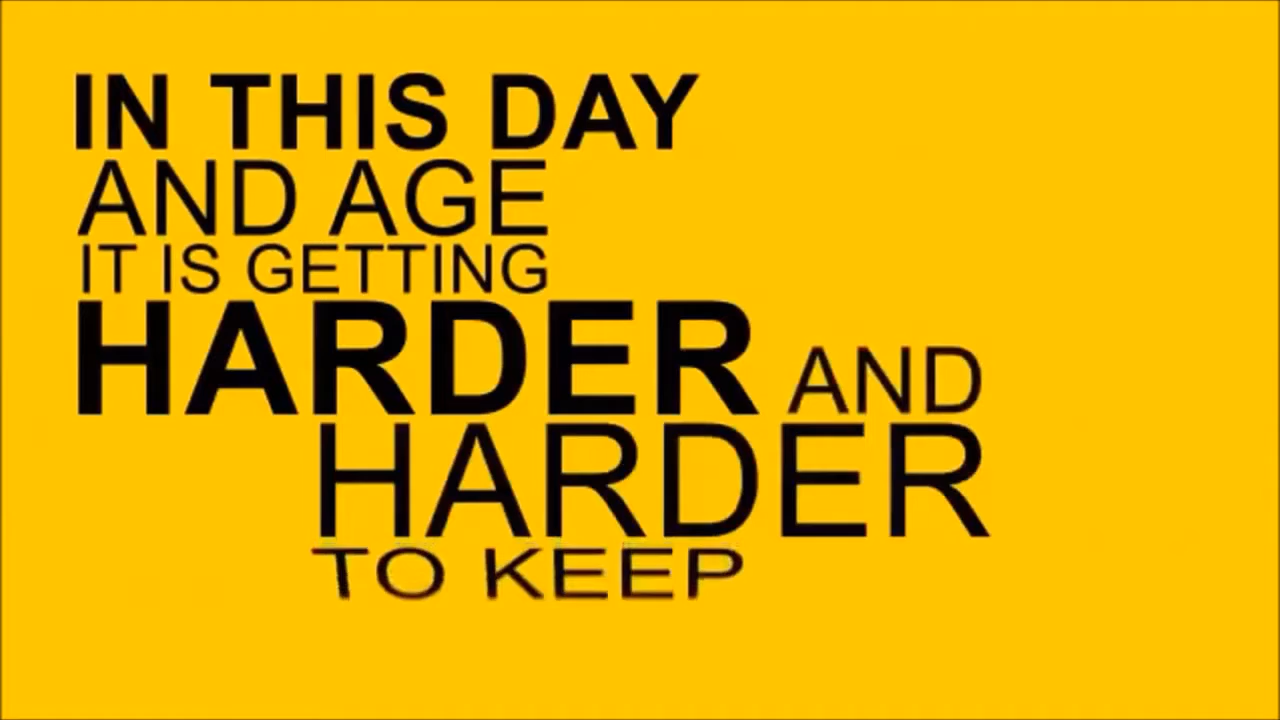 IN THIS DAY
AND AGE
IT IS GETTING
HARDER AND
HARDER
TO KEEP